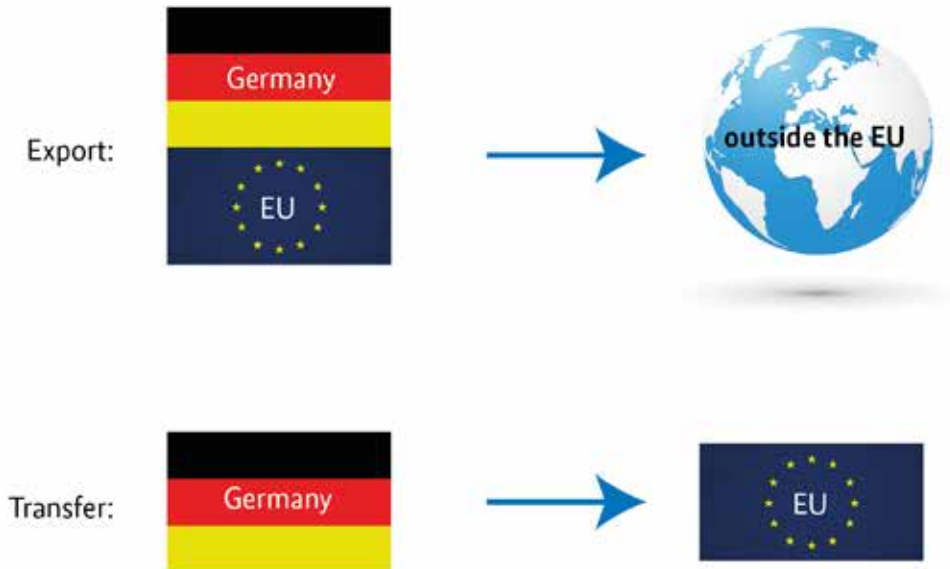 Germany
Export:
outside the EU
EU
Transfer:
Germany
EU